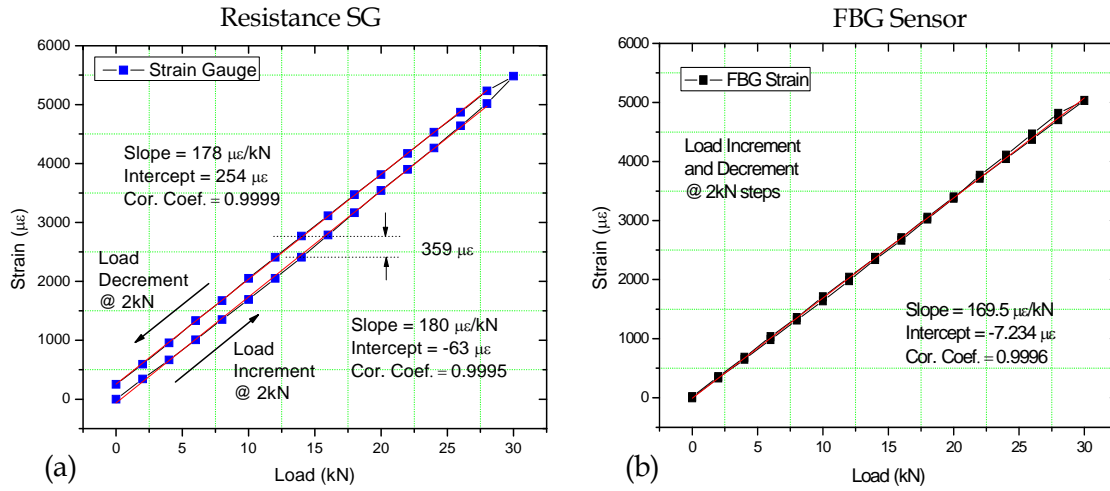 Resistance SG
6000
5000
4000
3000
2000
1000
0
Strain (με)
Strain Gauge
Slope = 178 με/kN
Intercept = 254 με
Cor. Coef. = 0.9999
Load
Decrement
@ 2kN
359 με
Slope = 180 με/kN
Intercept = -63 με
Cor. Coef. = 0.9995
Load
Increment
@ 2kN
0 5 10 15 20 25 30
Load (kN)
(a)
FBG Sensor
6000
5000
4000
3000
2000
1000
0
Strain (με)
FBG Strain
Load Increment
and Decrement
@ 2kN steps
Slope = 169.5 με/kN
Intercept = -7.234 με
Cor. Coef. = 0.9996
0 5 10 15 20 25 30
Load (kN)
(b)